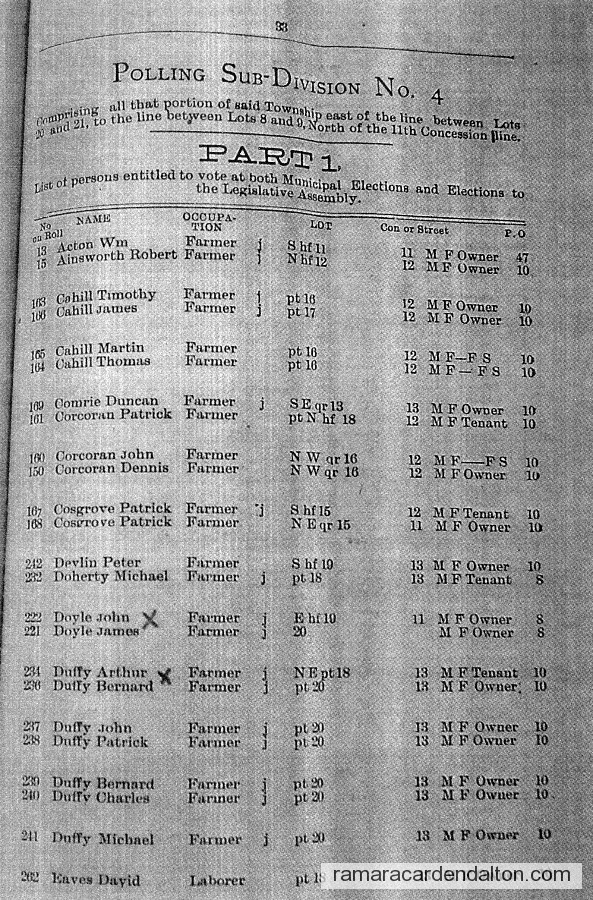 33
POLLING SUB-DIVISION NO. 4
Comprising all that portion of said Township east of the line between Lots
20 and 21, to the line between Lots 8 and 9, North of the 11th Concession line.
PART 1,
List of persons entitled to vote at both Municipal Elections and Elections to
the Legislative Assembly.
No on Roll NAME OCCUPATION LOT Con or Street P.O
13 Acton Wm Farmer j S hf 11 11 M F Owner 47
15 Ainsworth Robert Farmer j N hf 12 12 M F Owner 10
163 Cahill Timothy Farmer j pt 16 12 M F Owner 10
166 Cahill James Farmer j pt 17 12 M F Owner 10
165 Cahill Martin Farmer pt 16 12 M F—F S 10
164 Cahill Thomas Farmer pt 16 12 M F— F S 10
169 Comrie Duncan Farmer j S E qr 13 13 M F Owner 10
161 Corcoran Patrick Farmer pt N hf 18 12 M F Tenant 10
160 Corcoran John Farmer N W qr 16 12 M F—F S 10
150 Corcoran Dennis Farmer N W qr 16 12 M F Owner 10
167 Cosgrove Patrick Farmer j S hf 15 12 M F Tenant 10
168 Cosgrove Patrick Farmer N E qr 15 11 M F Owner 10
242 Devlin Peter Farmer S hf 19 13 M F Owner 10
232 Doherty Michael Farmer j pt 18 13 M F Tenant 8
222 Doyle John X Farmer j E hf 19 11 M F Owner 8
221 Doyle James Farmer j 20 M F Owner 8
234 Duffy Arthur X Farmer j N E pt 18 13 M F Tenant 10
236 Duffy Bernard Farmer j pt 20 13 M F Owner 10
237 Duffy John Farmer j pt 20 13 M F Owner 10
238 Duffy Patrick Farmer j pt 20 13 M F Owner 10
239 Duffy Bernard Farmer j pt 20 13 M F Owner 10
240 Duffy Charles Farmer j pt 20 13 M F Owner 10
241 Duffy Michael Farmer j pt 20 13 M F Owner 10
262 Eaves David Laborer pt
ramaracardendalton.com